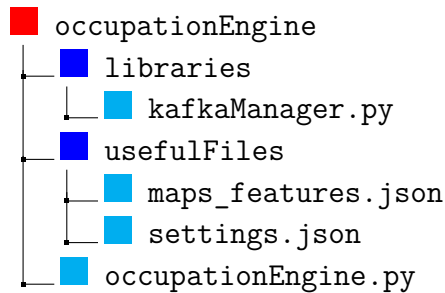 occupationEngine
libraries
kafkaManager.py
usefulFiles
maps_features.json
settings.json
occupationEngine.py